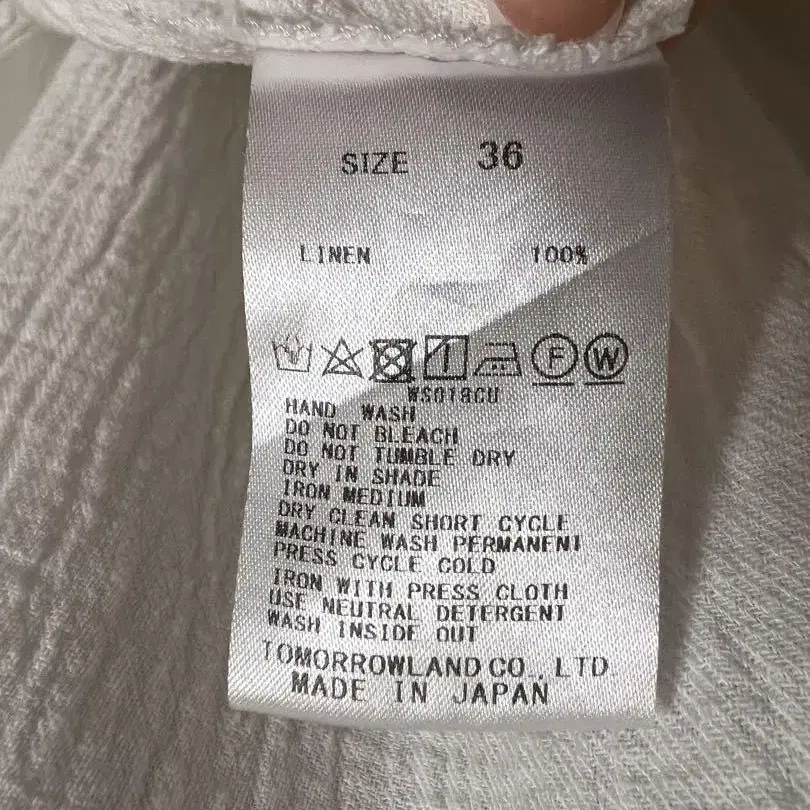 SIZE 36
LINEN 100%
F W
WS018CU
HAND WASH
DO NOT BLEACH
DO NOT TUMBLE DRY
DRY IN SHADE
IRON MEDIUM
DRY CLEAN SHORT CYCLE
MACHINE WASH PERMANENT
PRESS CYCLE COLD
IRON WITH PRESS CLOTH
USE NEUTRAL DETERGENT
WASH INSIDE OUT
TOMORROWLAND CO., LTD
MADE IN JAPAN